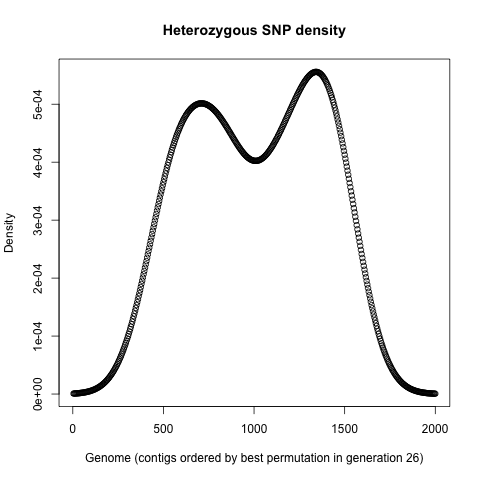 Heterozygous SNP density
Density
5e-04
4e-04
3e-04
2e-04
1e-04
0e+00
0 500 1000 1500 2000
Genome (contigs ordered by best permutation in generation 26)